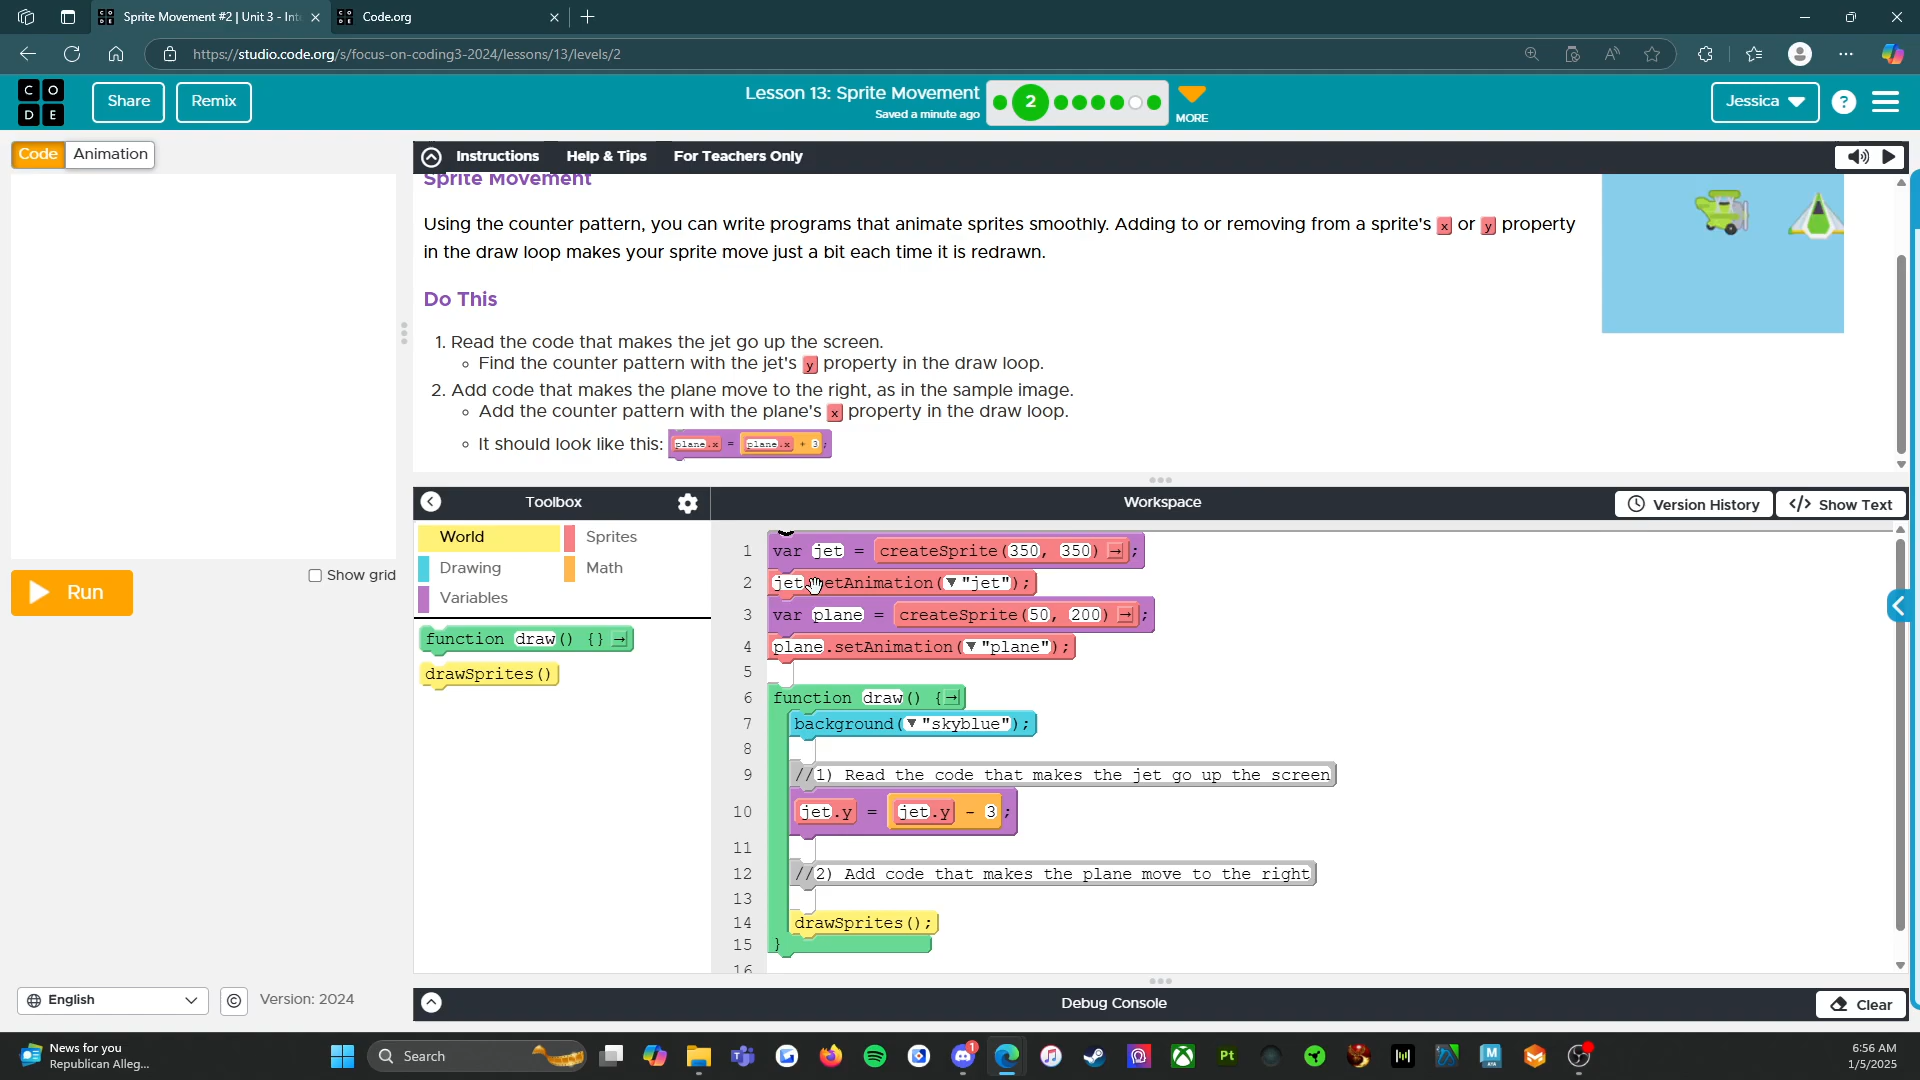 Sprite Movement #2 | Unit 3 - Int
Code.org
https://studio.code.org/s/focus-on-coding3-2024/lessons/13/levels/2
C O
D E
Share
Remix
Lesson 13: Sprite Movement
Saved a minute ago
2
MORE
Jessica
?
Code
Animation
Instructions
Help & Tips
For Teachers Only
Sprite Movement
Using the counter pattern, you can write programs that animate sprites smoothly. Adding to or removing from a sprite's x or y property
in the draw loop makes your sprite move just a bit each time it is redrawn.
Do This
1. Read the code that makes the jet go up the screen.
Find the counter pattern with the jet's y property in the draw loop.
2. Add code that makes the plane move to the right, as in the sample image.
Add the counter pattern with the plane's x property in the draw loop.
It should look like this: plane.x = plane.x + 3;
Run
Show grid
Toolbox
Workspace
Version History
</> Show Text
World
Sprites
Drawing
Math
Variables
function draw() {}
drawSprites()
1 var jet = createSprite(350, 350);
2 jet.setAnimation("jet");
3 var plane = createSprite(50, 200);
4 plane.setAnimation("plane");
5
6 function draw() {
7 background("skyblue");
8
9 //1) Read the code that makes the jet go up the screen
10 jet.y = jet.y - 3;
11
12 //2) Add code that makes the plane move to the right
13
14 drawSprites();
15 }
16
English
©
Version: 2024
Debug Console
Clear
News for you
Republican Alleg...
Search
1
Pt
M
6:56 AM
1/5/2025